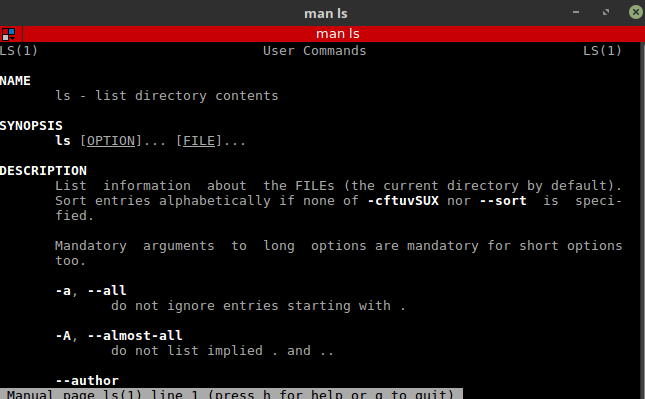 man ls
man ls
LS(1) User Commands LS(1)
NAME
ls - list directory contents
SYNOPSIS
ls [OPTION]... [FILE]...
DESCRIPTION
List information about the FILEs (the current directory by default).
Sort entries alphabetically if none of -cftuvSUX nor --sort is speci-
fied.
Mandatory arguments to long options are mandatory for short options
too.
-a, --all
do not ignore entries starting with .
-A, --almost-all
do not list implied . and ..
--author
Manual page ls(1) line 1 (press h for help or q to quit)